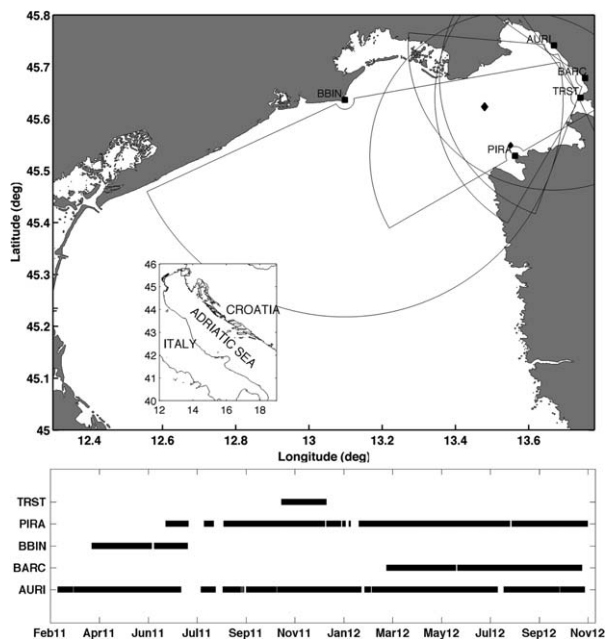 45.8
45.7
45.6
45.5
45.4
45.3
45.2
45.1
45
Latitude (deg)
AURI
BARC
TRST
BBIN
PIRA
46
45
44
43
42
41
40
CROATIA
ADRIATIC SEA
ITALY
12 14 16 18
12.4 12.6 12.8 13 13.2 13.4 13.6
Longitude (deg)
TRST
PIRA
BBIN
BARC
AURI
Feb11 Apr11 Jun11 Jul11 Sep11 Nov11 Jan12 Mar12 May12 Jul12 Sep12 Nov12